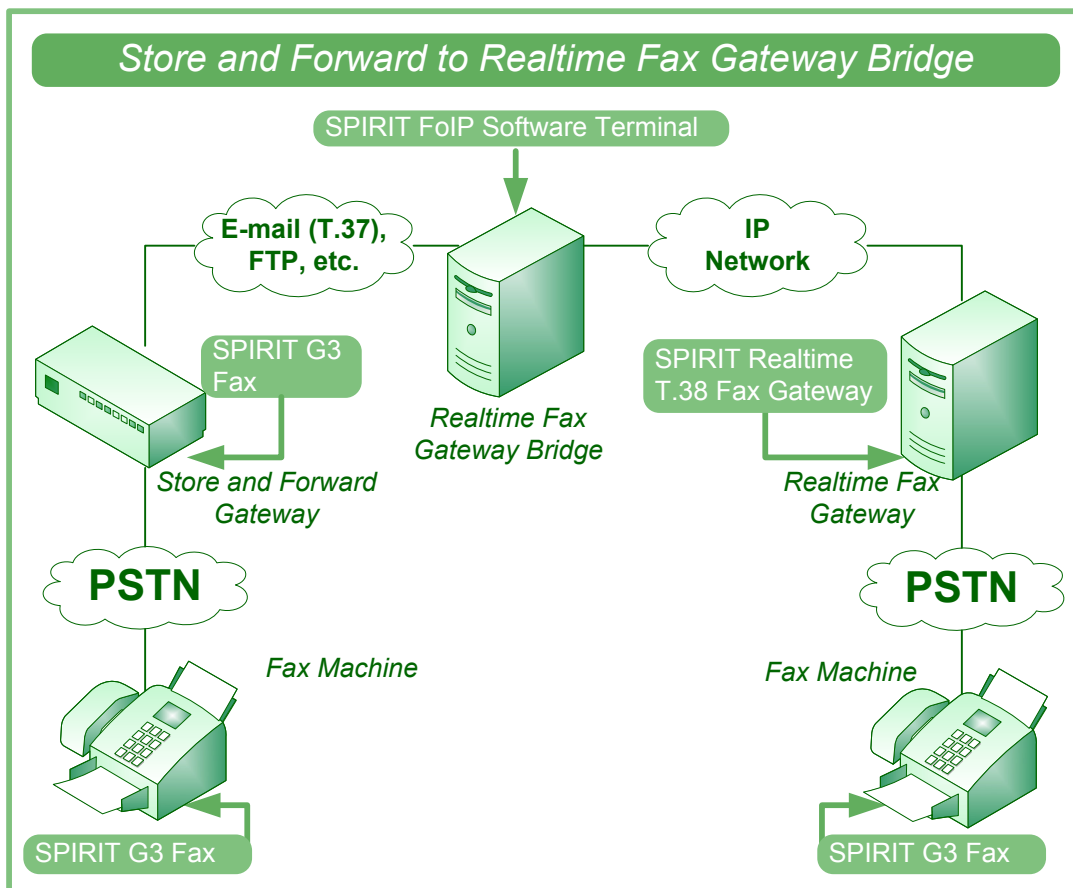 Store and Forward to Realtime Fax Gateway Bridge
SPIRIT FoIP Software Terminal
E-mail (T.37),
FTP, etc.
IP
Network
SPIRIT G3
Fax
SPIRIT Realtime
T.38 Fax Gateway
Realtime Fax
Gateway Bridge
Store and Forward
Gateway
Realtime Fax
Gateway
PSTN
PSTN
Fax Machine
Fax Machine
SPIRIT G3 Fax
SPIRIT G3 Fax